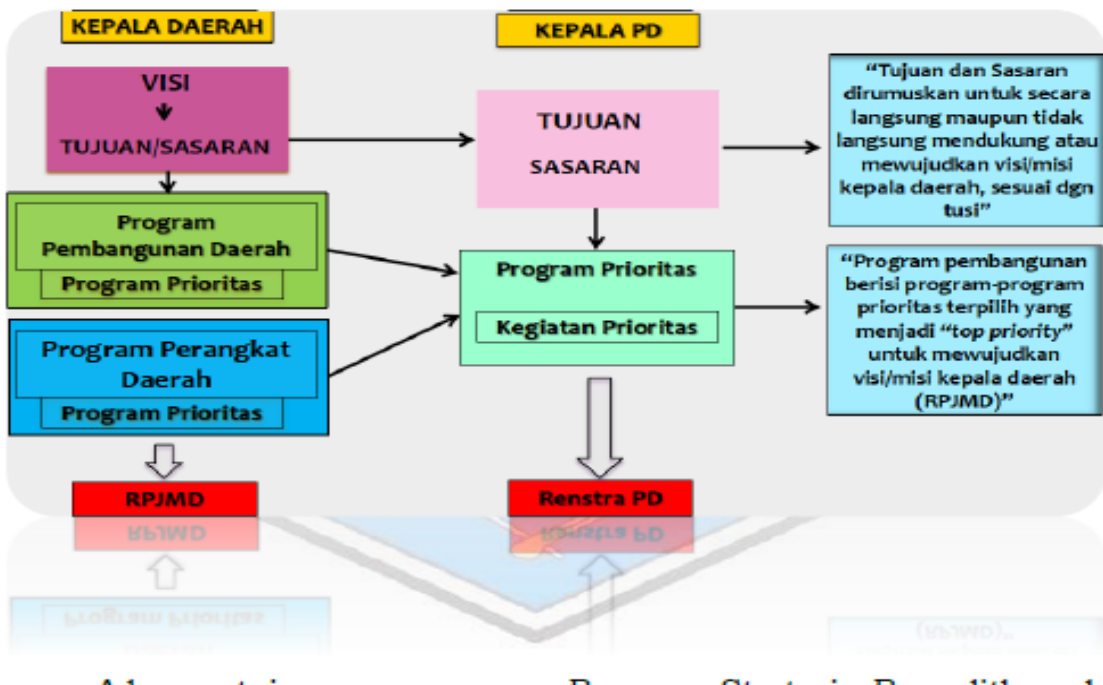 KEPALA DAERAH
VISI
TUJUAN/SASARAN
Program
Pembangunan Daerah
Program Prioritas
Program Perangkat
Daerah
Program Prioritas
RPJMD
KEPALA PD
TUJUAN
SASARAN
Program Prioritas
Kegiatan Prioritas
Renstra PD
“Tujuan dan Sasaran
dirumuskan untuk secara
langsung maupun tidak
langsung mendukung atau
mewujudkan visi/misi
kepala daerah, sesuai dgn
tusi”
“Program pembangunan
berisi program-program
prioritas terpilih yang
menjadi “top priority”
untuk mewujudkan
visi/misi kepala daerah
(RPJMD)”